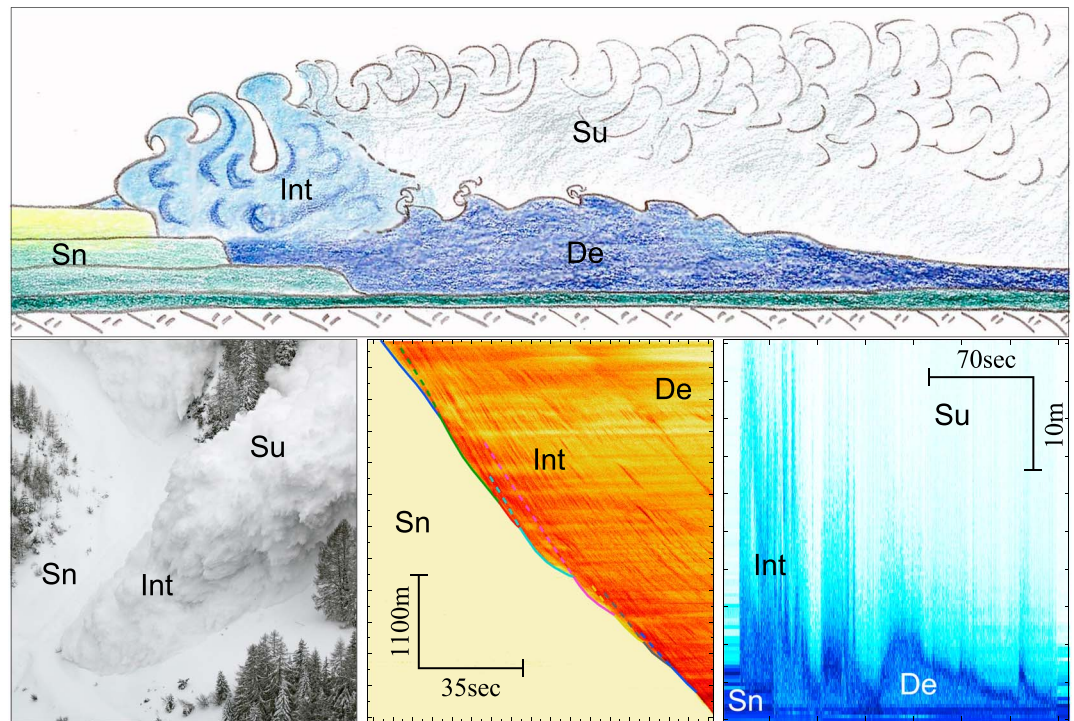 Su
Int
De
Sn
Su
Sn
Int
De
Int
Sn
1100m
35sec
70sec
Su
10m
Int
De
Sn